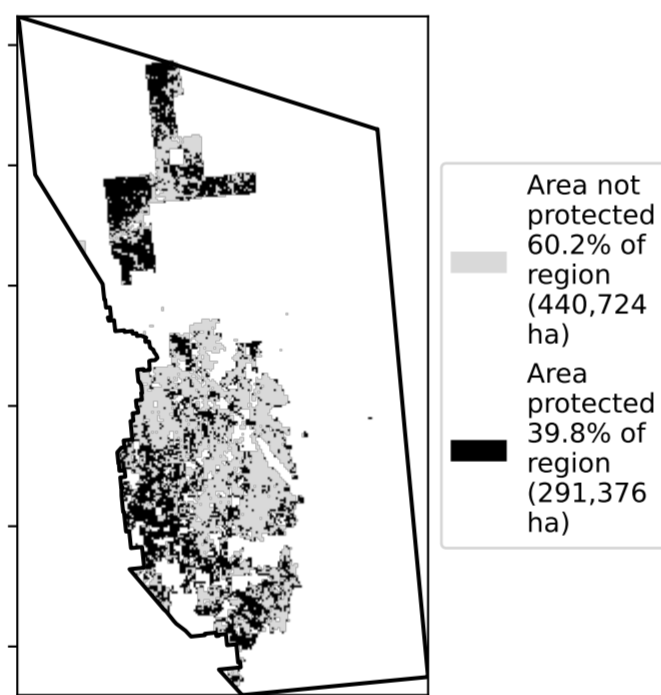 Area not
protected
60.2% of
region
(440,724
ha)
Area
protected
39.8% of
region
(291,376
ha)